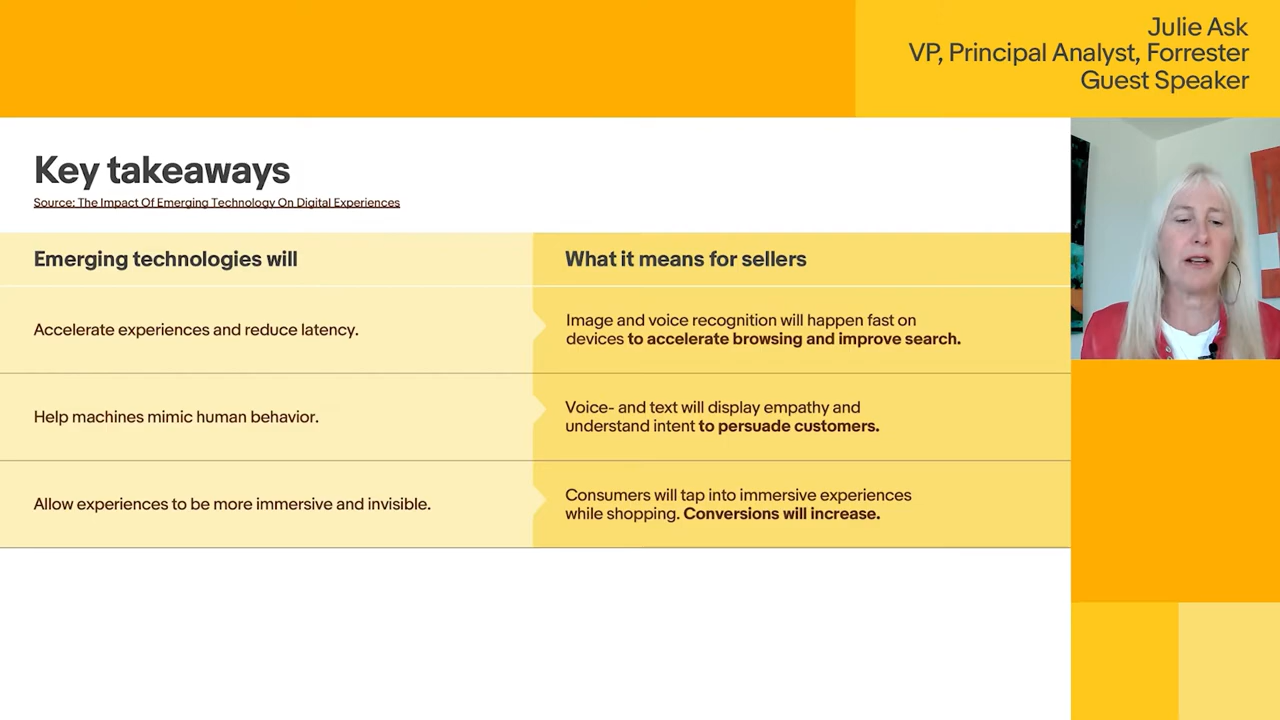 Julie Ask
VP, Principal Analyst, Forrester
Guest Speaker
Key takeaways
Source: The Impact Of Emerging Technology On Digital Experiences
Emerging technologies will
What it means for sellers
Accelerate experiences and reduce latency.
Image and voice recognition will happen fast on
devices to accelerate browsing and improve search.
Help machines mimic human behavior.
Voice- and text will display empathy and
understand intent to persuade customers.
Allow experiences to be more immersive and invisible.
Consumers will tap into immersive experiences
while shopping. Conversions will increase.